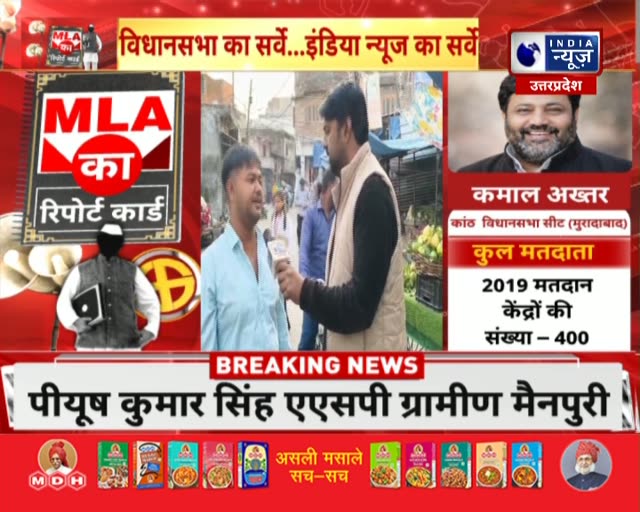 MLA
का
रिपोर्ट कार्ड
विधानसभा का सर्वे...इंडिया न्यूज का सर्वे
INDIA
न्यूज़
उत्तरप्रदेश
MLA
का
रिपोर्ट कार्ड
कमाल अख्तर
कांठ विधानसभा सीट (मुरादाबाद)
कुल मतदाता
2019 मतदान
केंद्रों की
संख्या – 400
BREAKING NEWS
पीयूष कुमार सिंह एएसपी ग्रामीण मैनपुरी
MDH
असली मसाले
सच–सच